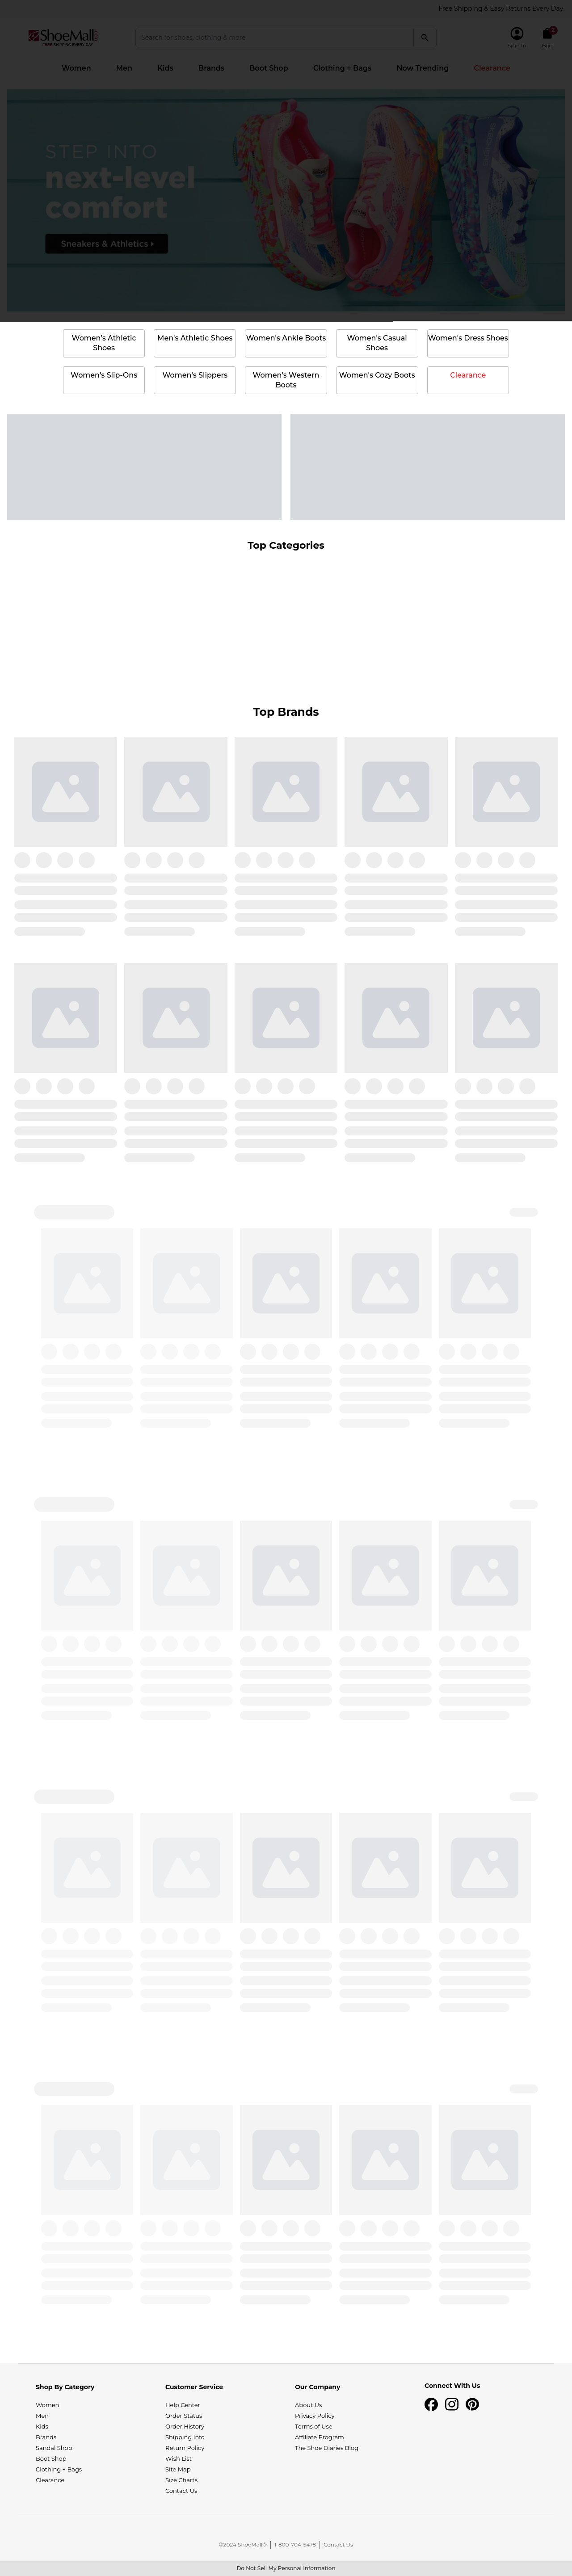 Free Shipping & Easy Returns Every Day
ShoeMall
FREE SHIPPING EVERY DAY
Search for shoes, clothing & more
Sign In
0
Bag
Women
Men
Kids
Brands
Boot Shop
Clothing + Bags
Now Trending
Clearance
STEP INTO
next-level
comfort
Sneakers & Athletics
Women's Athletic
Shoes
Men's Athletic Shoes
Women's Ankle Boots
Women's Casual
Shoes
Women's Dress Shoes
Women's Slip-Ons
Women's Slippers
Women's Western
Boots
Women's Cozy Boots
Clearance
Top Categories
Top Brands
Shop By Category
Women
Men
Kids
Brands
Sandal Shop
Boot Shop
Clothing + Bags
Clearance
Customer Service
Help Center
Order Status
Order History
Shipping Info
Return Policy
Wish List
Site Map
Size Charts
Contact Us
Our Company
About Us
Privacy Policy
Terms of Use
Affiliate Program
The Shoe Diaries Blog
Connect With Us
©2024 ShoeMall® | 1-800-704-5478 | Contact Us
Do Not Sell My Personal Information